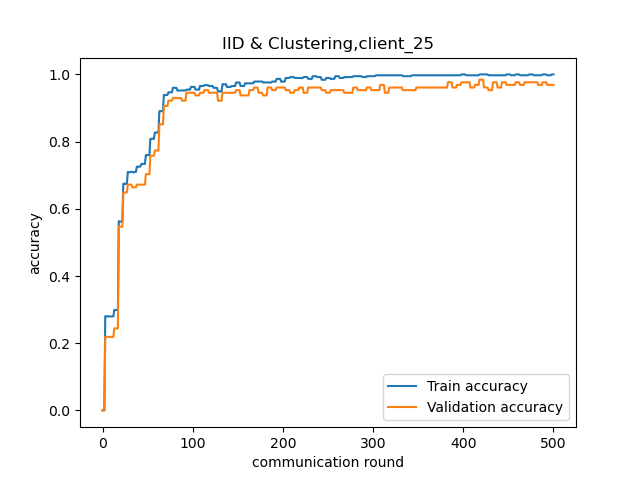 IID & Clustering,client_25
1.0
0.8
0.6
0.4
0.2
0.0
accuracy
0 100 200 300 400 500
communication round
Train accuracy
Validation accuracy